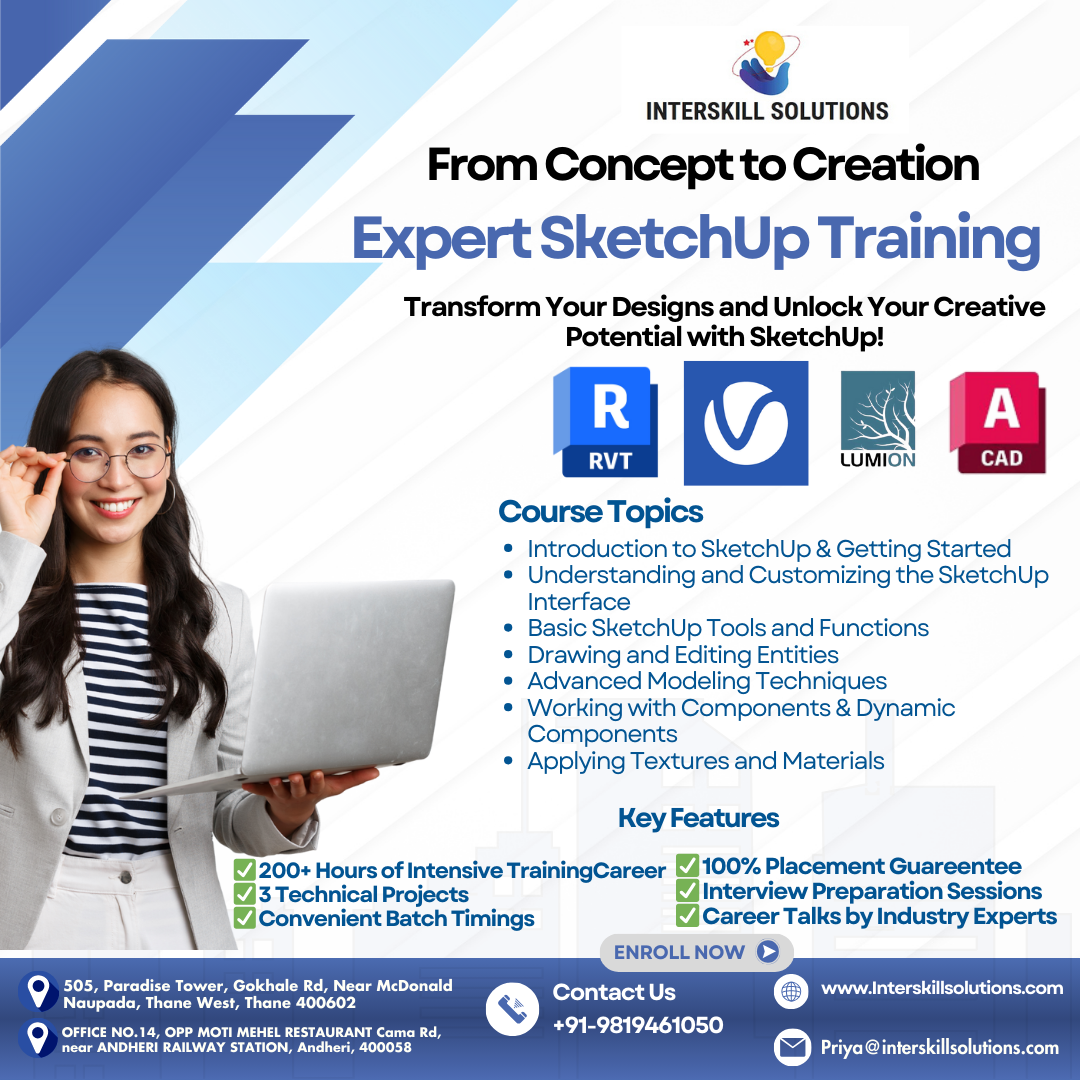 INTERSKILL SOLUTIONS
From Concept to Creation
Expert SketchUp Training
Transform Your Designs and Unlock Your Creative
Potential with SketchUp!
R
RVT
LUMION
A
CAD
Course Topics
• Introduction to SketchUp & Getting Started
• Understanding and Customizing the SketchUp
Interface
• Basic SketchUp Tools and Functions
• Drawing and Editing Entities
• Advanced Modeling Techniques
• Working with Components & Dynamic
Components
• Applying Textures and Materials
Key Features
✅200+ Hours of Intensive TrainingCareer
✅3 Technical Projects
✅Convenient Batch Timings
✅100% Placement Guareentee
✅Interview Preparation Sessions
✅Career Talks by Industry Experts
ENROLL NOW
505, Paradise Tower, Gokhale Rd, Near McDonald
Naupada, Thane West, Thane 400602
OFFICE NO.14, OPP MOTI MEHEL RESTAURANT Cama Rd,
near ANDHERI RAILWAY STATION, Andheri, 400058
Contact Us
+91-9819461050
www.Interskillsolutions.com
Priya@interskillsolutions.com